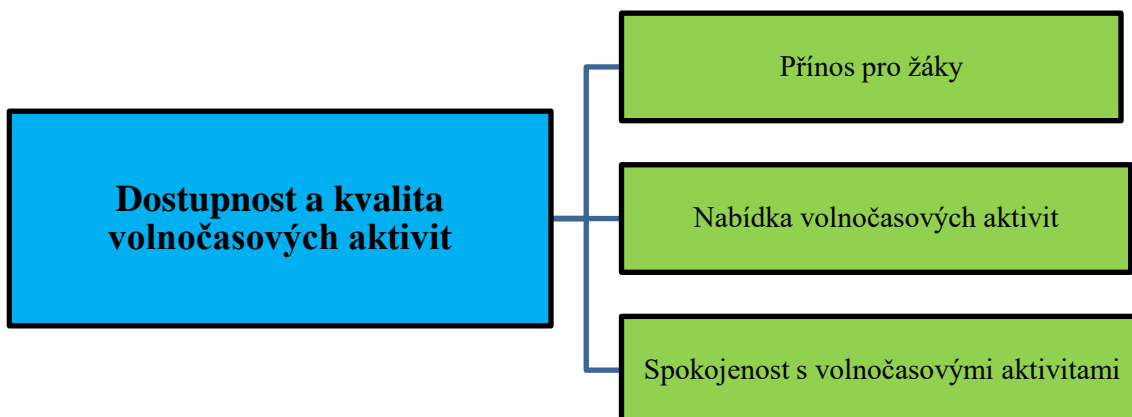 Dostupnost a kvalita
volnočasových aktivit
Přínos pro žáky
Nabídka volnočasových aktivit
Spokojenost s volnočasovými aktivitami